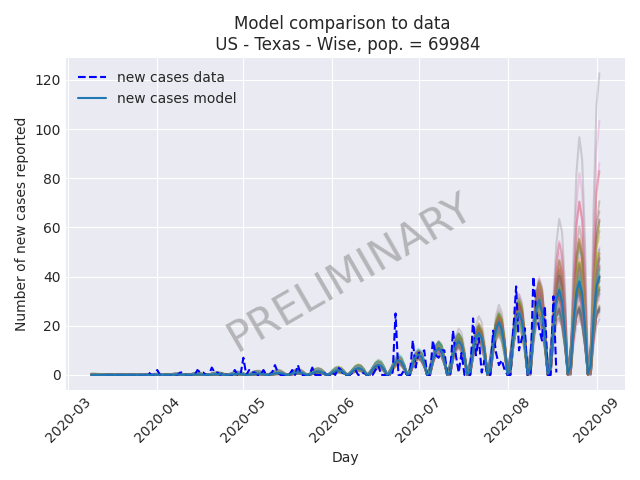 Model comparison to data
US - Texas - Wise, pop. = 69984
new cases data
new cases model
PRELIMINARY
Number of new cases reported
120
100
80
60
40
20
0
2020-03
2020-04
2020-05
2020-06
2020-07
2020-08
2020-09
Day